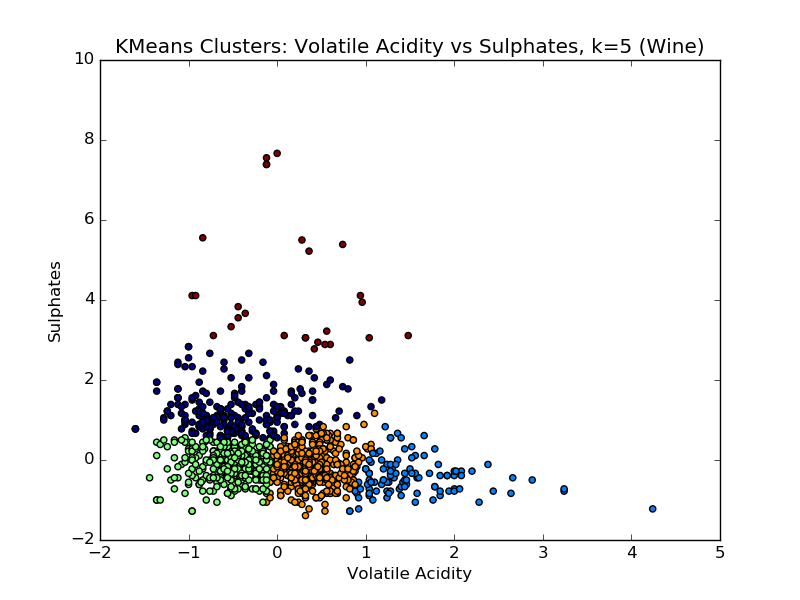 KMeans Clusters: Volatile Acidity vs Sulphates, k=5 (Wine)
10
8
6
4
2
0
−2
Sulphates
−2 −1 0 1 2 3 4 5
Volatile Acidity